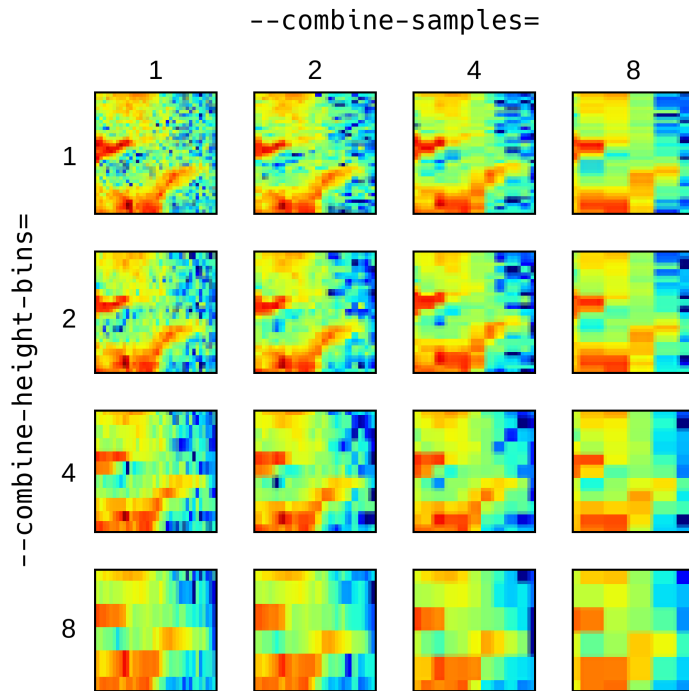 --combine-samples=
1 2 4 8
1
2
4
8
--combine-height-bins=